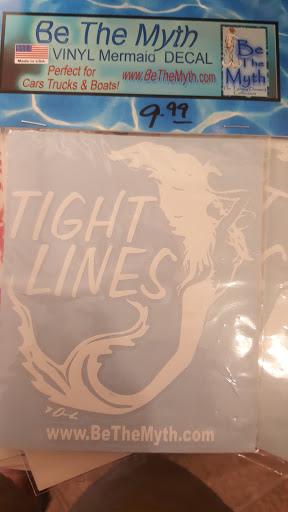 Be The Myth
Made in USA
VINYL Mermaid DECAL
Perfect for
Cars Trucks & Boats!
www.BeTheMyth.com
Be
The
Myth
9.99
TIGHT
LINES
www.BeTheMyth.com